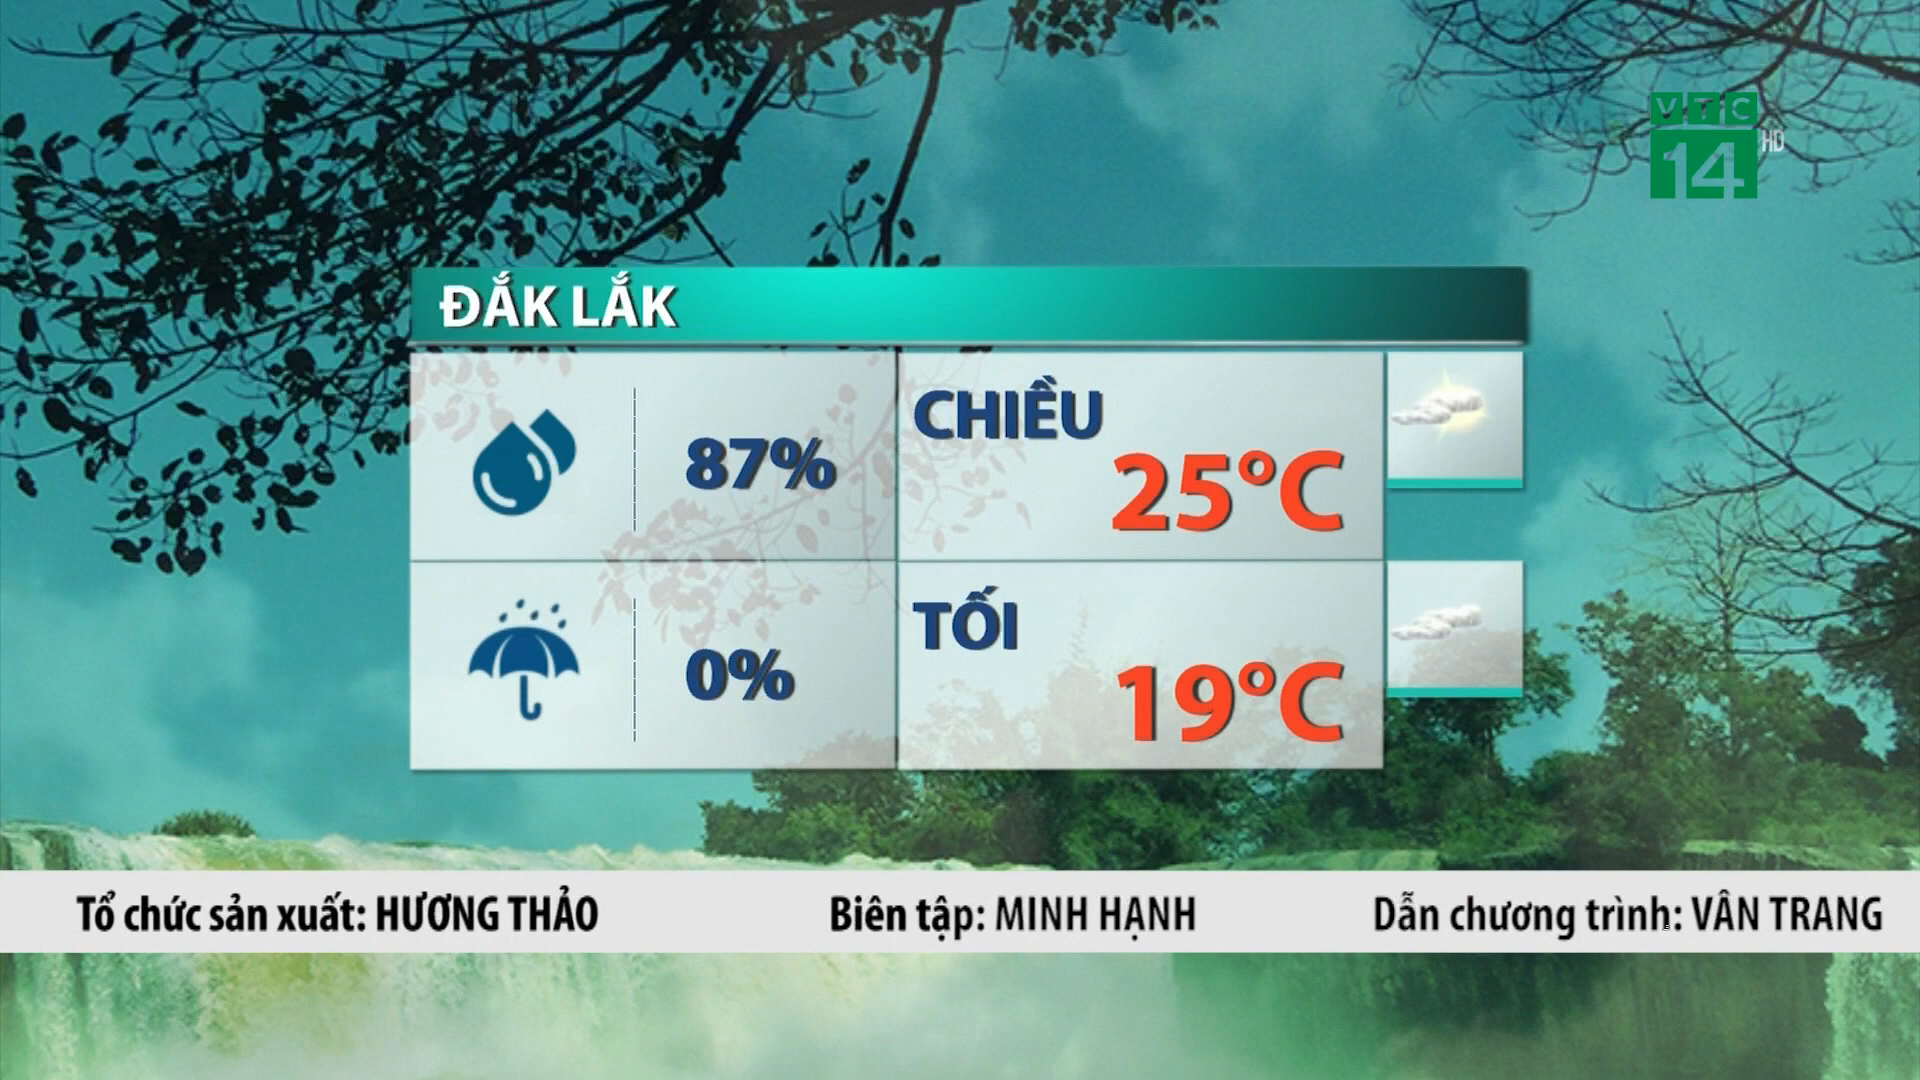 VTC
14 HD
ĐẮK LẮK
87%
CHIỀU
25°C
0%
TỐI
19°C
Tổ chức sản xuất: HƯƠNG THẢO
Biên tập: MINH HẠNH
Dẫn chương trình: VÂN TRANG